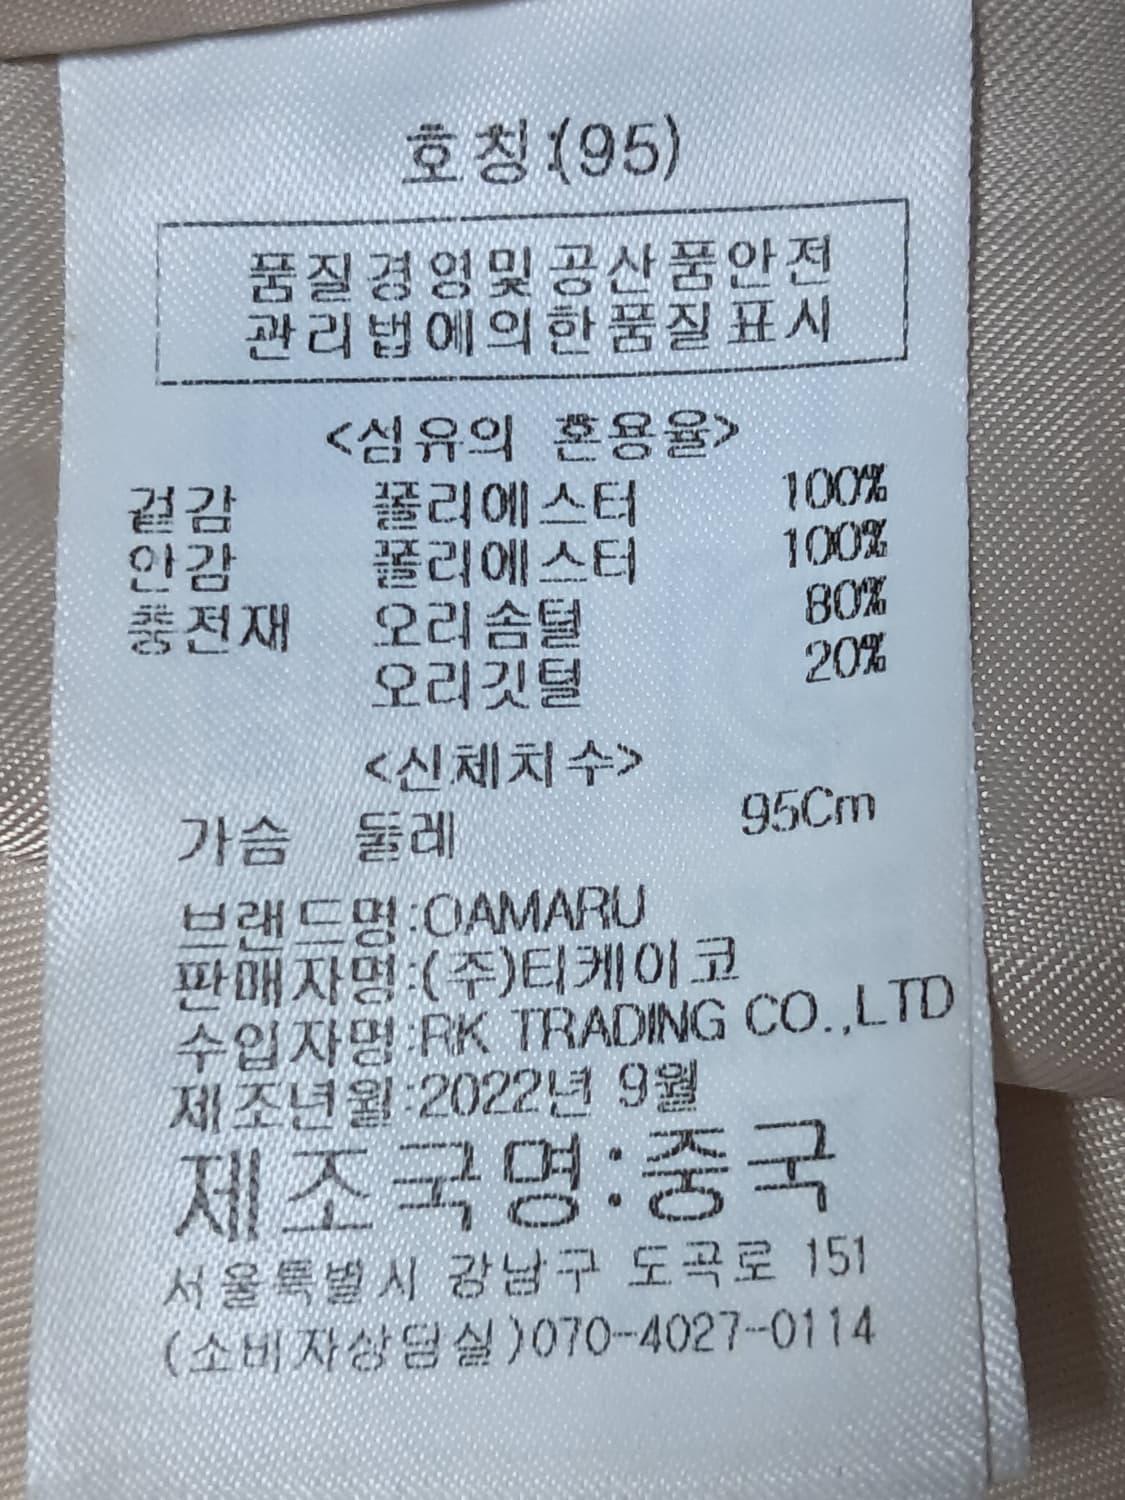 호칭:(95)
품질경영및공산품안전
관리법에의한품질표시
<섬유의 혼용율>
겉감 폴리에스터 100%
안감 폴리에스터 100%
충전재 오리솜털 80%
오리깃털 20%
<신체치수>
가슴 둘레 95Cm
브랜드명:OAMARU
판매자명:(주)티케이코
수입자명:RK TRADING CO.,LTD
제조년월:2022년 9월
제조국명:중국
서울특별시 강남구 도곡로 151
(소비자상담실)070-4027-0114